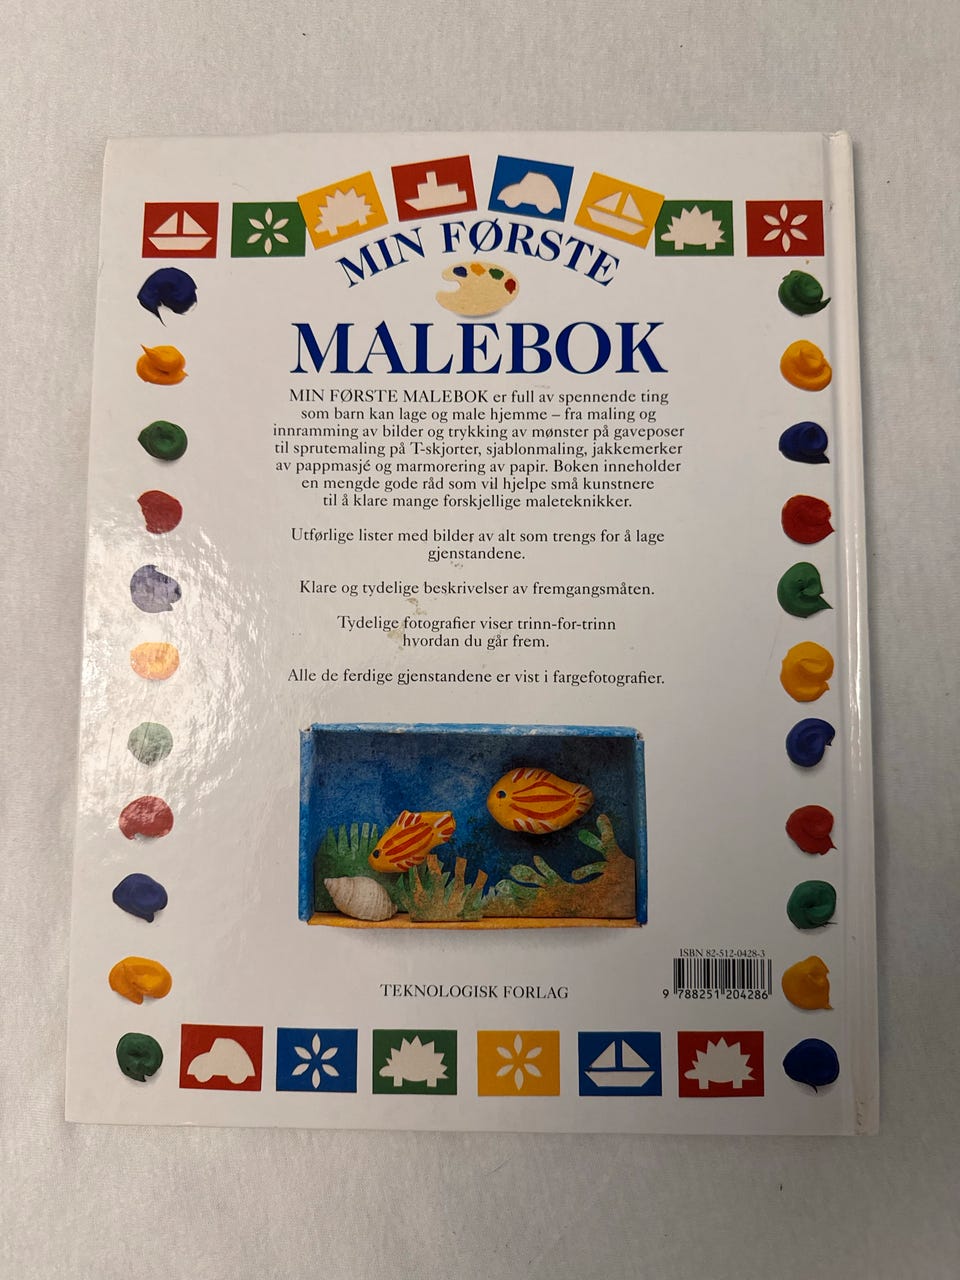 MIN FØRSTE
MALEBOK
MIN FØRSTE MALEBOK er full av spennende ting
som barn kan lage og male hjemme – fra maling og
innramming av bilder og trykking av mønster på gaveposer
til sprutemaling på T-skjorter, sjablonmaling, jakkemerker
av pappmasjé og marmorering av papir. Boken inneholder
en mengde gode råd som vil hjelpe små kunstnere
til å klare mange forskjellige maleteknikker.
Utførlige lister med bilder av alt som trengs for å lage
gjenstandene.
Klare og tydelige beskrivelser av fremgangsmåten.
Tydelige fotografier viser trinn-for-trinn
hvordan du går frem.
Alle de ferdige gjenstandene er vist i fargefotografier.
ISBN 82-512-0428-3
9 788251 204286
TEKNOLOGISK FORLAG